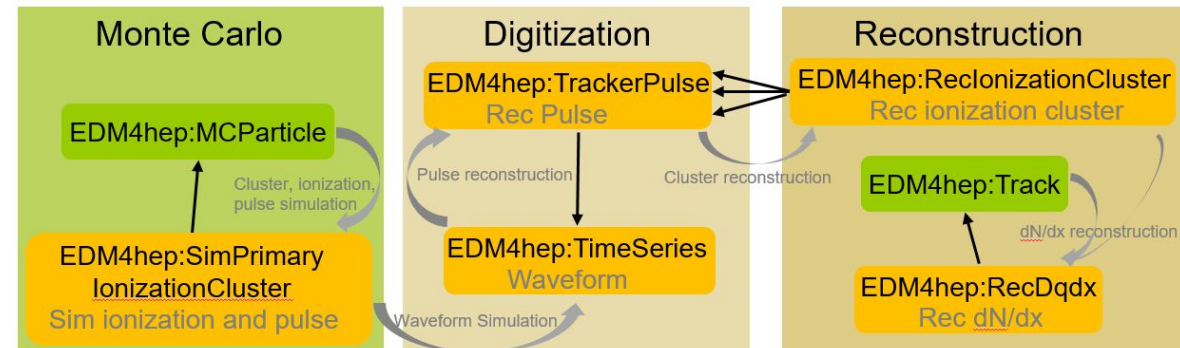 Monte Carlo
EDM4hep:MCParticle
Cluster, ionization,
pulse simulation
EDM4hep:SimPrimary
IonizationCluster
Sim ionization and pulse
Digitization
EDM4hep:TrackerPulse
Rec Pulse
Pulse reconstruction
EDM4hep:TimeSeries
Waveform
Waveform Simulation
Cluster reconstruction
Reconstruction
EDM4hep:RecIonizationCluster
Rec ionization cluster
EDM4hep:Track
dN/dx reconstruction
EDM4hep:RecDqdx
Rec dN/dx